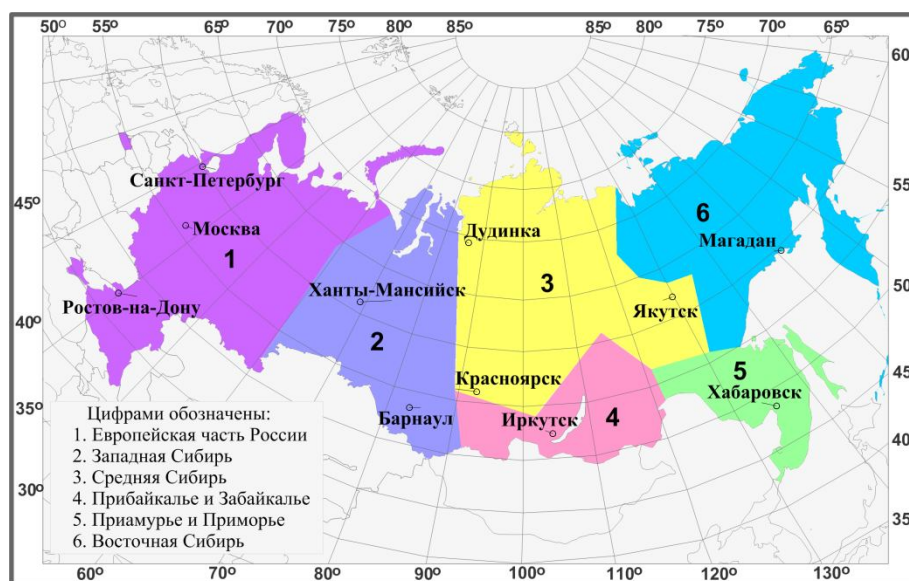 50° 55° 60° 65° 70° 75° 80° 85° 85° 80° 75° 70° 65° 60
45° 40° 35° 30°
55 50 45 40 35
Санкт-Петербург
Москва
1
Ростов-на-Дону
Ханты-Мансийск
2
Барнаул
Дудинка
3
Красноярск
Якутск
6
Магадан
Иркутск
4
5
Хабаровск
Цифрами обозначены:
1. Европейская часть России
2. Западная Сибирь
3. Средняя Сибирь
4. Прибайкалье и Забайкалье
5. Приамурье и Приморье
6. Восточная Сибирь
60° 70° 80° 90° 100° 110° 120° 130°